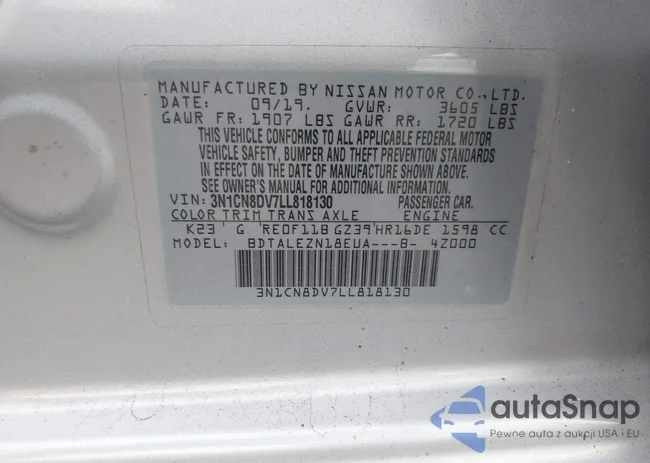 MANUFACTURED BY NISSAN MOTOR CO.,LTD.
DATE: 09/19. GVWR: 3605 LBS
GAWR FR: 1907 LBS GAWR RR: 1720 LBS
THIS VEHICLE CONFORMS TO ALL APPLICABLE FEDERAL MOTOR
VEHICLE SAFETY, BUMPER AND THEFT PREVENTION STANDARDS
IN EFFECT ON THE DATE OF MANUFACTURE SHOWN ABOVE.
SEE OWNER'S MANUAL FOR ADDITIONAL INFORMATION.
VIN: 3N1CN8DV7LL818130 PASSENGER CAR.
COLOR TRIM TRANS AXLE ENGINE
K23 G RE0F11B GZ39 HR16DE 1598 CC
MODEL: BDTALEZN18EUA---B- 4Z000
3N1CN8DV7LL818130
autaSnap
Pewne auta z aukcji USA i EU